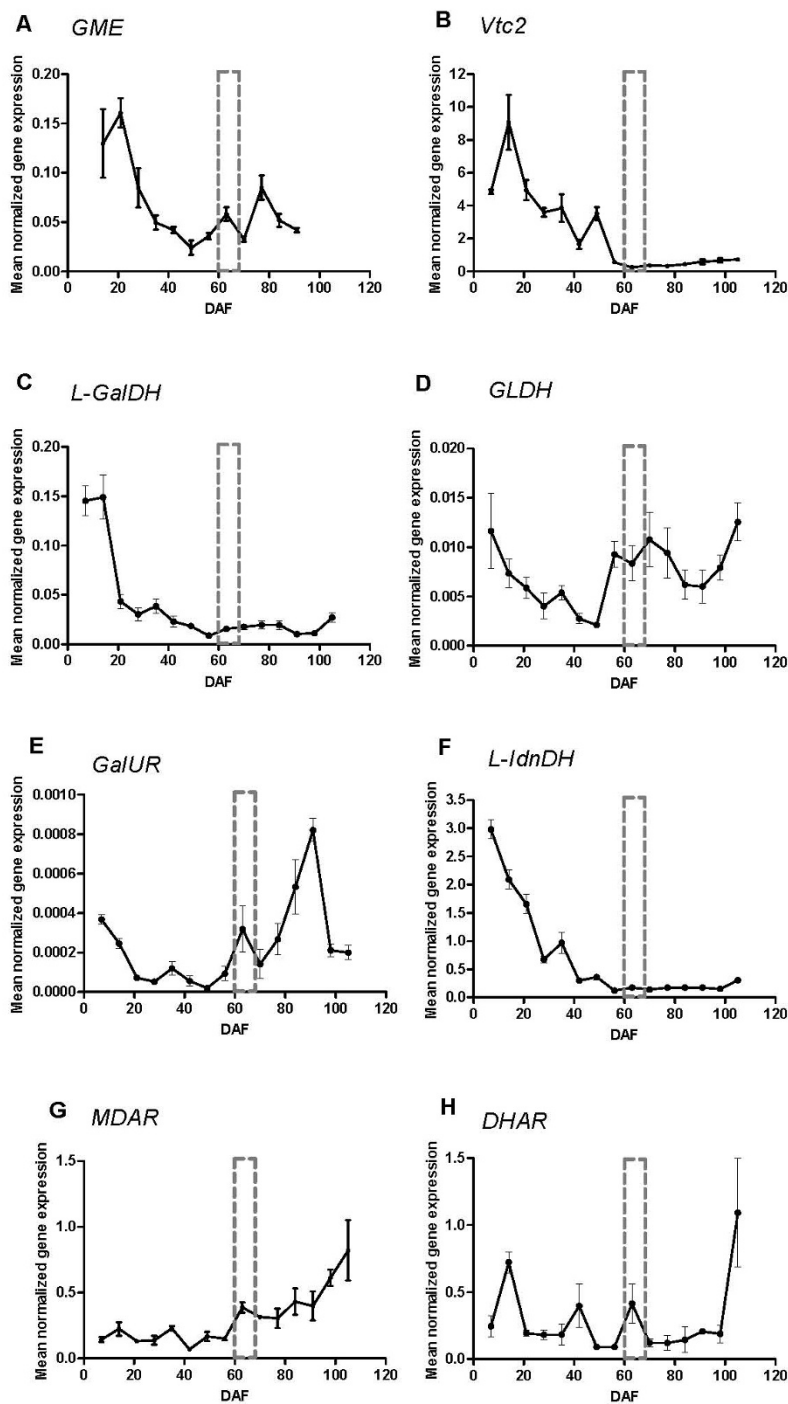 A GME
Mean normalized gene expression
0.20
0.15
0.10
0.05
0.00
0 20 40 60 80 100 120
DAF
B Vtc2
Mean normalized gene expression
12
10
8
6
4
2
0
0 20 40 60 80 100 120
DAF
C L-GalDH
Mean normalized gene expression
0.20
0.15
0.10
0.05
0.00
0 20 40 60 80 100 120
DAF
D GLDH
Mean normalized gene expression
0.020
0.015
0.010
0.005
0.000
0 20 40 60 80 100 120
DAF
E GalUR
Mean normalized gene expression
0.0010
0.0008
0.0006
0.0004
0.0002
0.0000
0 20 40 60 80 100 120
DAF
F L-IdnDH
Mean normalized gene expression
3.5
3.0
2.5
2.0
1.5
1.0
0.5
0.0
0 20 40 60 80 100 120
DAF
G MDAR
Mean normalized gene expression
1.5
1.0
0.5
0.0
0 20 40 60 80 100 120
DAF
H DHAR
Mean normalized gene expression
1.5
1.0
0.5
0.0
0 20 40 60 80 100 120
DAF